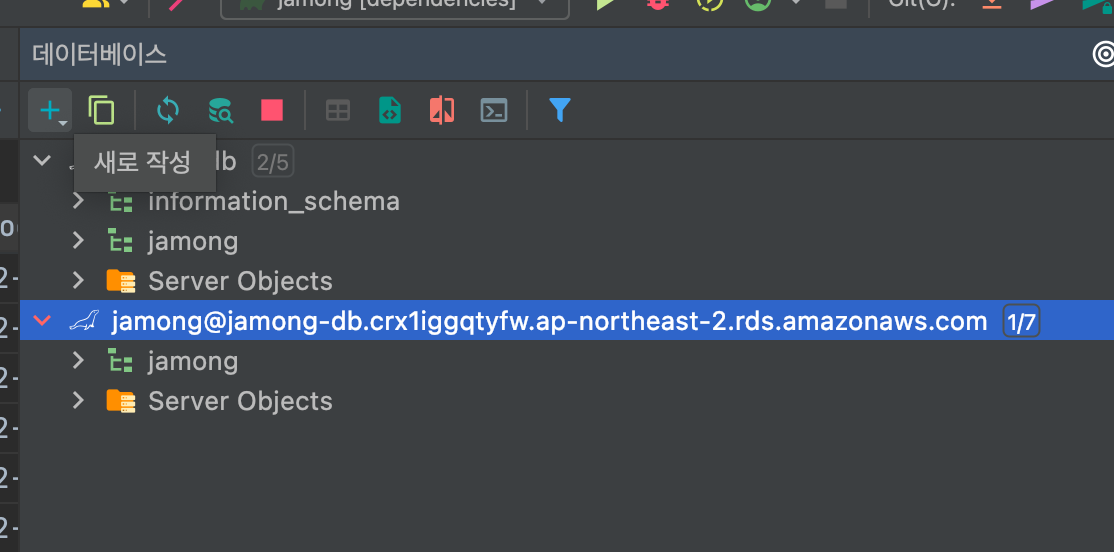 jamong [dependencies]
Git(G):
데이터베이스
새로 작성
db 2/5
information_schema
jamong
Server Objects
jamong@jamong-db.crx1iggqtyfw.ap-northeast-2.rds.amazonaws.com 1/7
jamong
Server Objects